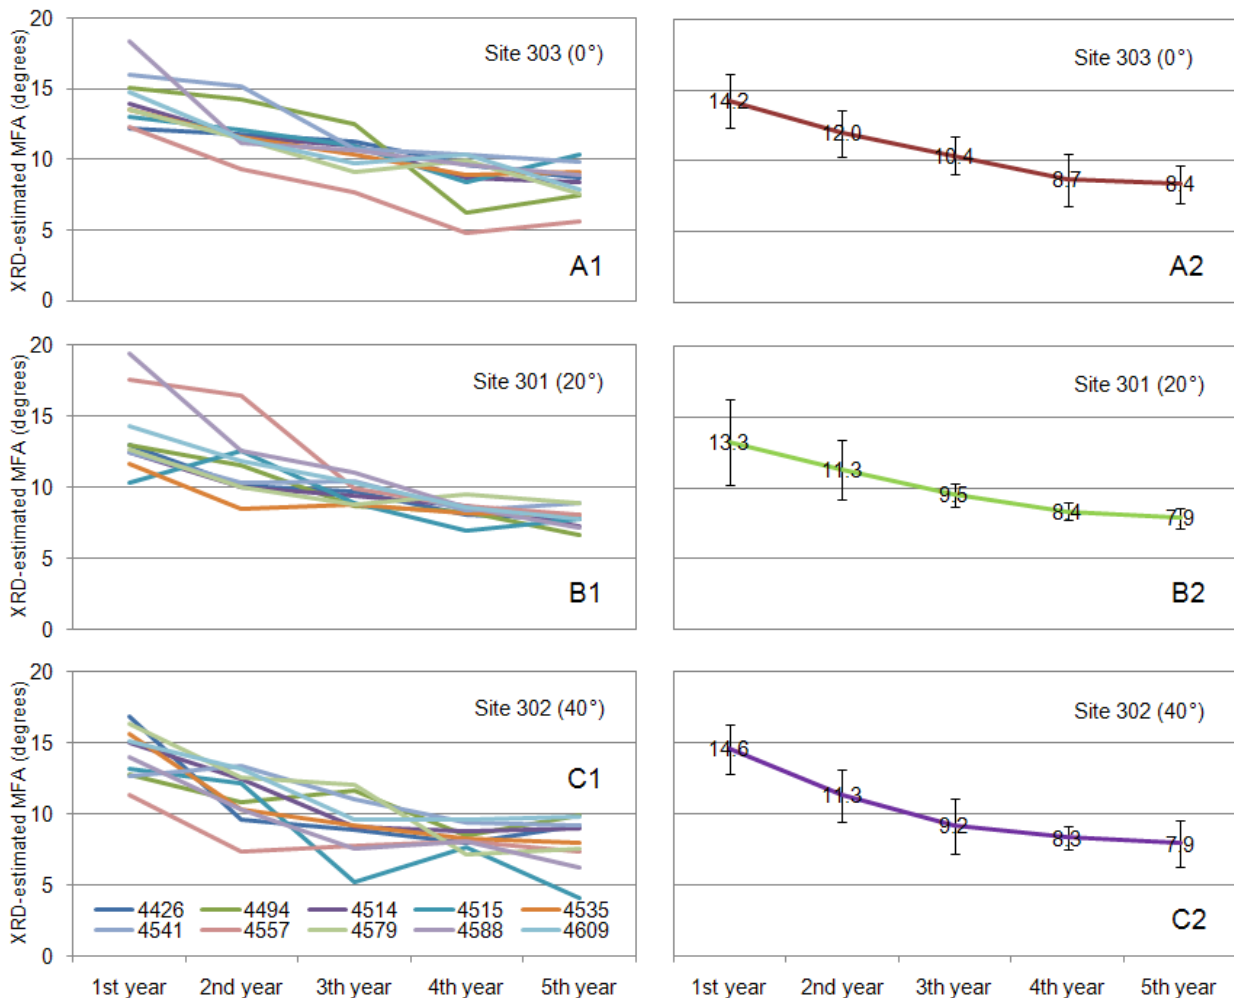 XRD-estimated MFA (degrees)
20
15
10
5
0
Site 303 (0°)
A1
Site 303 (0°)
14.2
12.0
10.4
8.7
8.4
A2
XRD-estimated MFA (degrees)
20
15
10
5
0
Site 301 (20°)
B1
Site 301 (20°)
13.3
11.3
9.5
8.4
7.9
B2
XRD-estimated MFA (degrees)
20
15
10
5
0
Site 302 (40°)
C1
4426 4494 4514 4515 4535
4541 4557 4579 4588 4609
1st year 2nd year 3th year 4th year 5th year
Site 302 (40°)
14.6
11.3
9.2
8.3
7.9
C2
1st year 2nd year 3th year 4th year 5th year